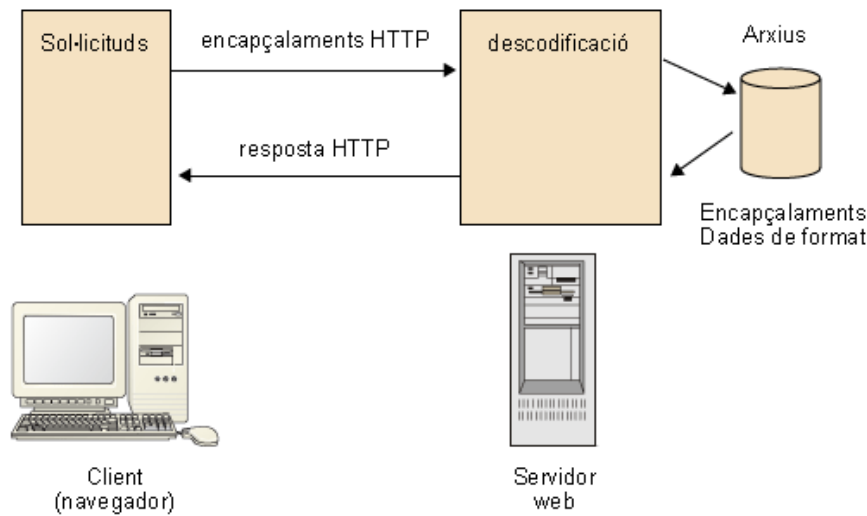 Sol·licituds
encapçalaments HTTP
descodificació
Arxius
resposta HTTP
Encapçalaments
Dades de format
Client
(navegador)
Servidor
web